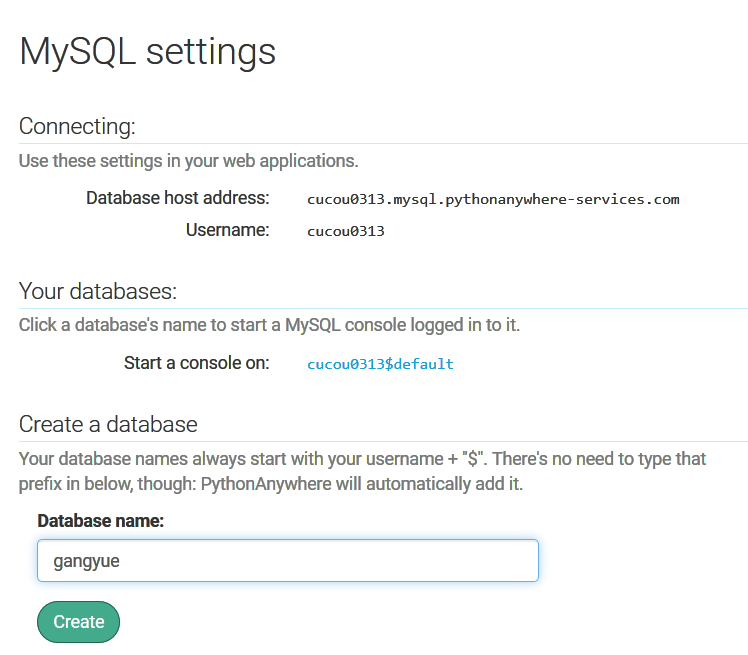 MySQL settings
Connecting:
Use these settings in your web applications.
Database host address: cucou0313.mysql.pythonanywhere-services.com
Username: cucou0313
Your databases:
Click a database's name to start a MySQL console logged in to it.
Start a console on: cucou0313$default
Create a database
Your database names always start with your username + "$". There's no need to type that
prefix in below, though: PythonAnywhere will automatically add it.
Database name:
gangyue
Create